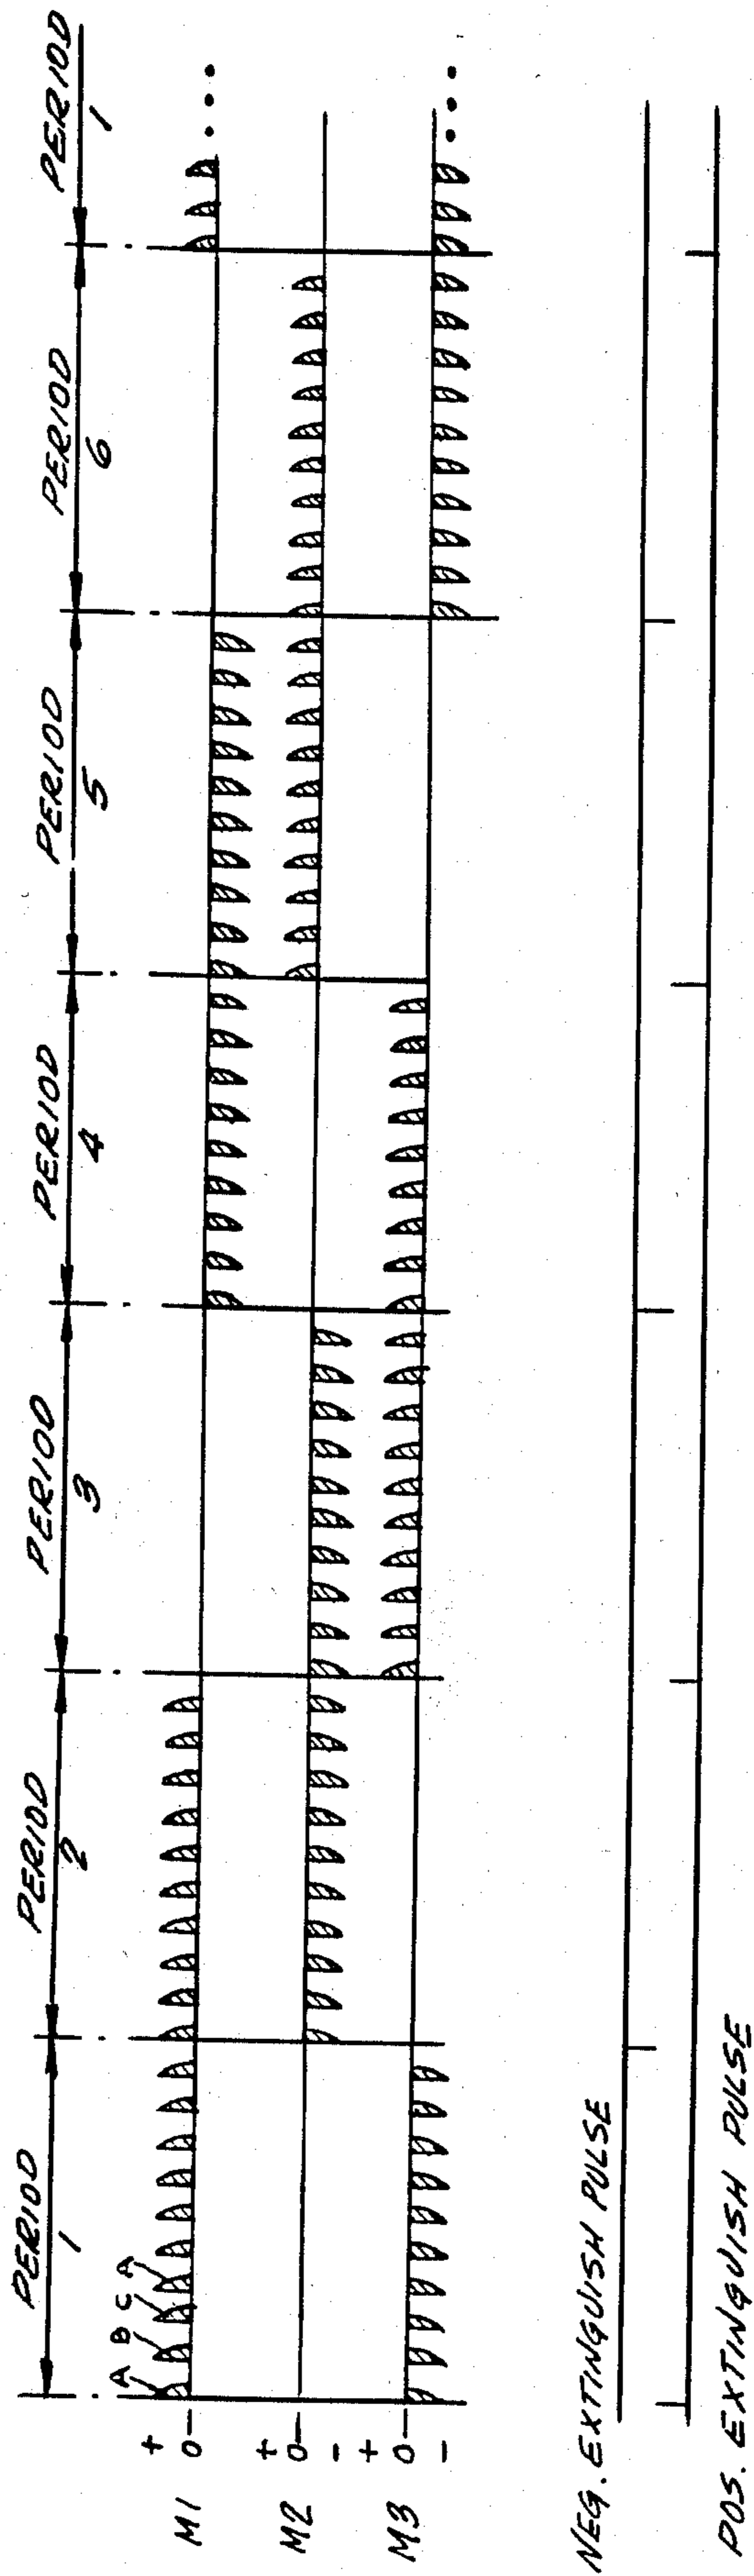 PERIOD
1
PERIOD
2
PERIOD
3
PERIOD
4
PERIOD
5
PERIOD
6
PERIOD
1
A B C A
+
M1 0
+
M2 0
-
+
M3 0
-
NEG. EXTINGUISH PULSE
POS. EXTINGUISH PULSE